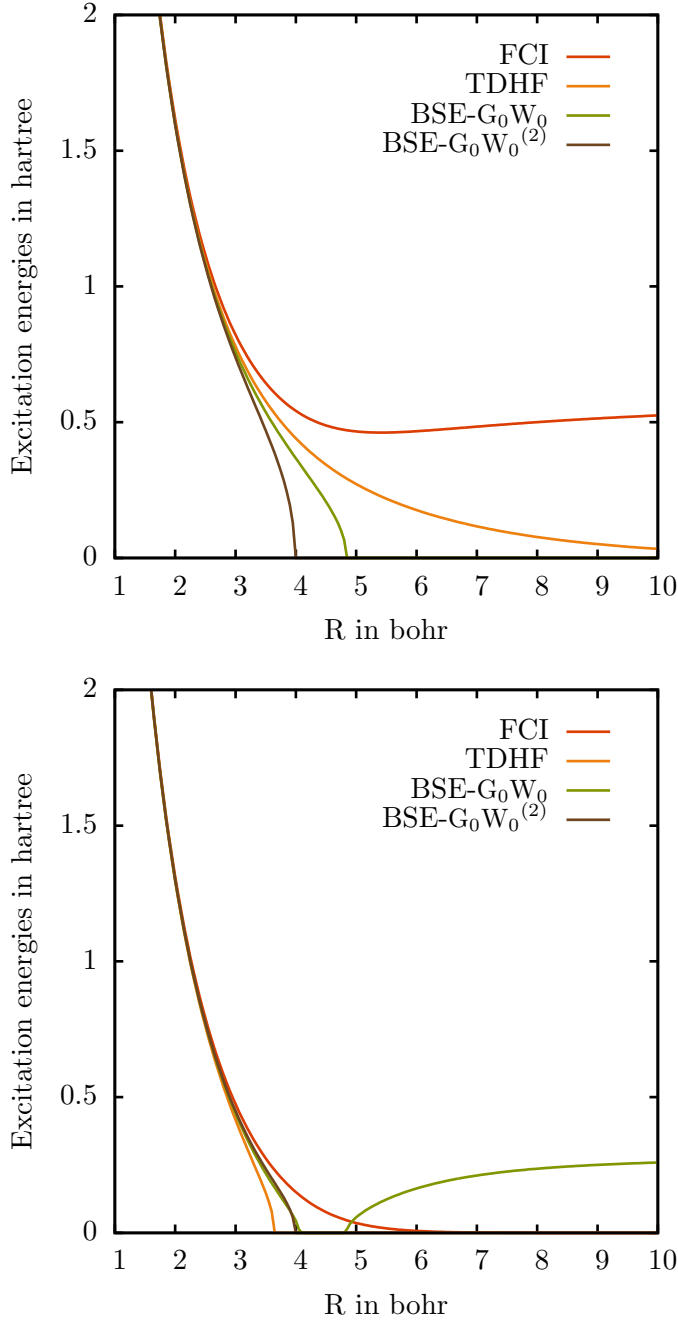 2
1.5
1
0.5
0
Excitation energies in hartree
FCI
TDHF
BSE-G₀W₀
BSE-G₀W₀⁽²⁾
1 2 3 4 5 6 7 8 9 10
R in bohr
2
1.5
1
0.5
0
Excitation energies in hartree
FCI
TDHF
BSE-G₀W₀
BSE-G₀W₀⁽²⁾
1 2 3 4 5 6 7 8 9 10
R in bohr